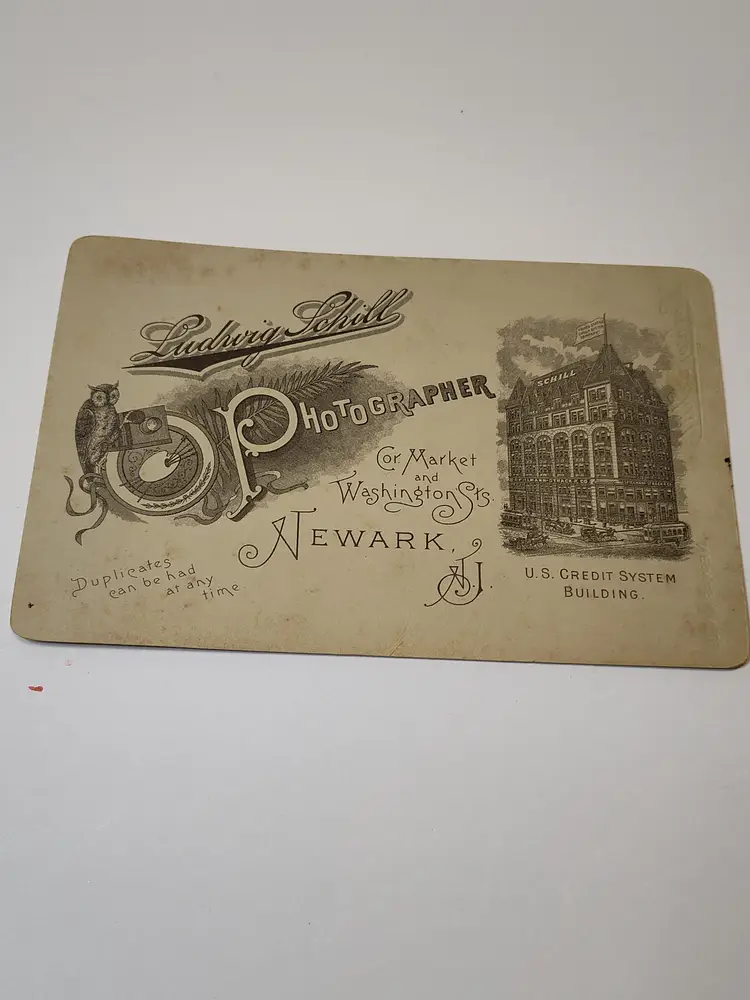 Ludwig Schill
PHOTOGRAPHER
Cor. Market
and
Washington Sts.
NEWARK,
N.J.
Duplicates
can be had
at any
time
SCHILL
U.S. CREDIT SYSTEM
BUILDING.